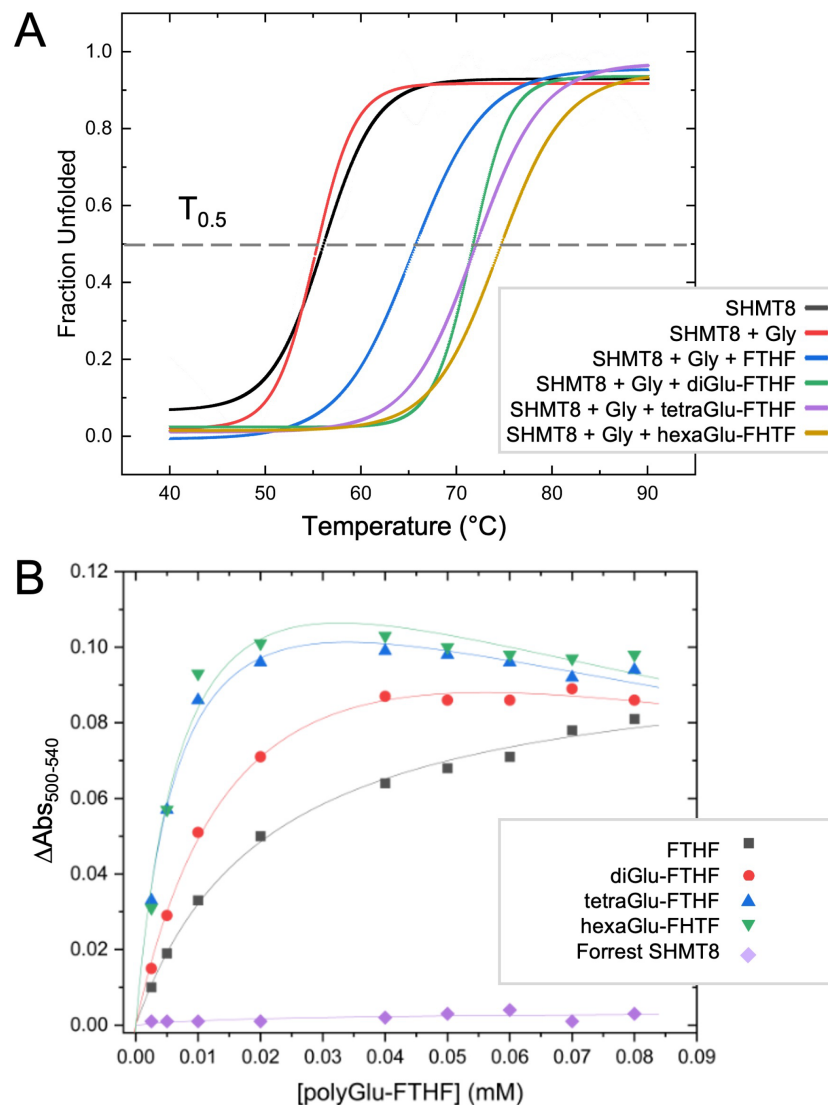 A
1.0
0.8
0.6
0.4
0.2
0.0
Fraction Unfolded
T0.5
SHMT8
SHMT8 + Gly
SHMT8 + Gly + FTHF
SHMT8 + Gly + diGlu-FTHF
SHMT8 + Gly + tetraGlu-FTHF
SHMT8 + Gly + hexaGlu-FHTF
40 50 60 70 80 90
Temperature (°C)
B
0.12
0.10
0.08
0.06
0.04
0.02
0.00
ΔAbs500-540
FTHF
diGlu-FTHF
tetraGlu-FTHF
hexaGlu-FHTF
Forrest SHMT8
0.00 0.01 0.02 0.03 0.04 0.05 0.06 0.07 0.08 0.09
[polyGlu-FTHF] (mM)